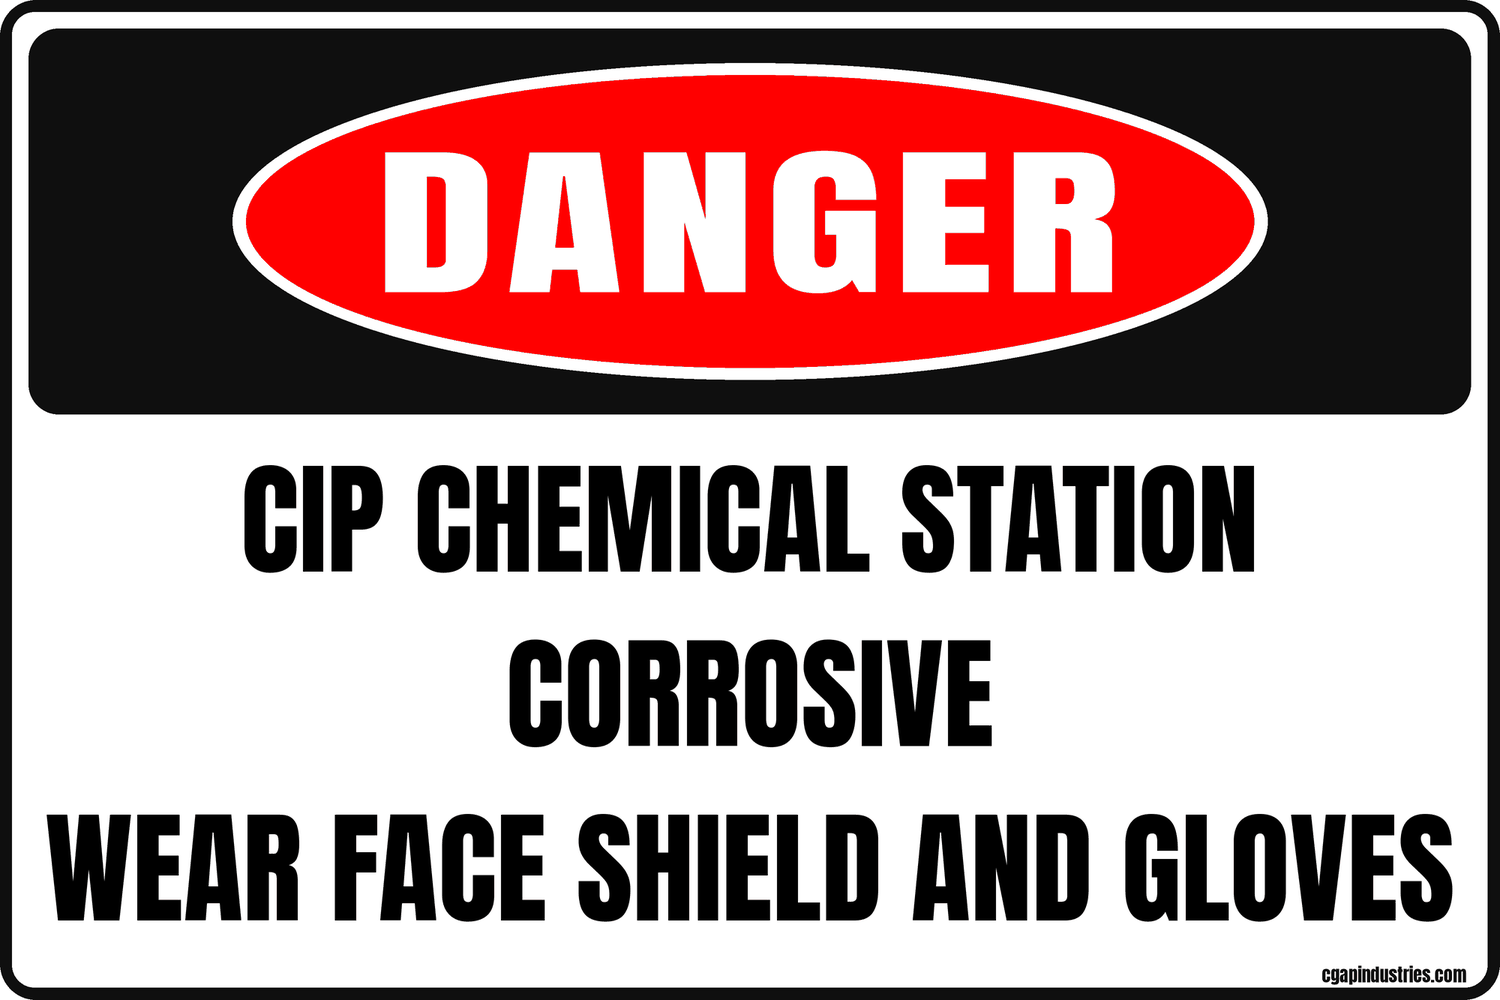 DANGER
CIP CHEMICAL STATION
CORROSIVE
WEAR FACE SHIELD AND GLOVES
cgapindustries.com